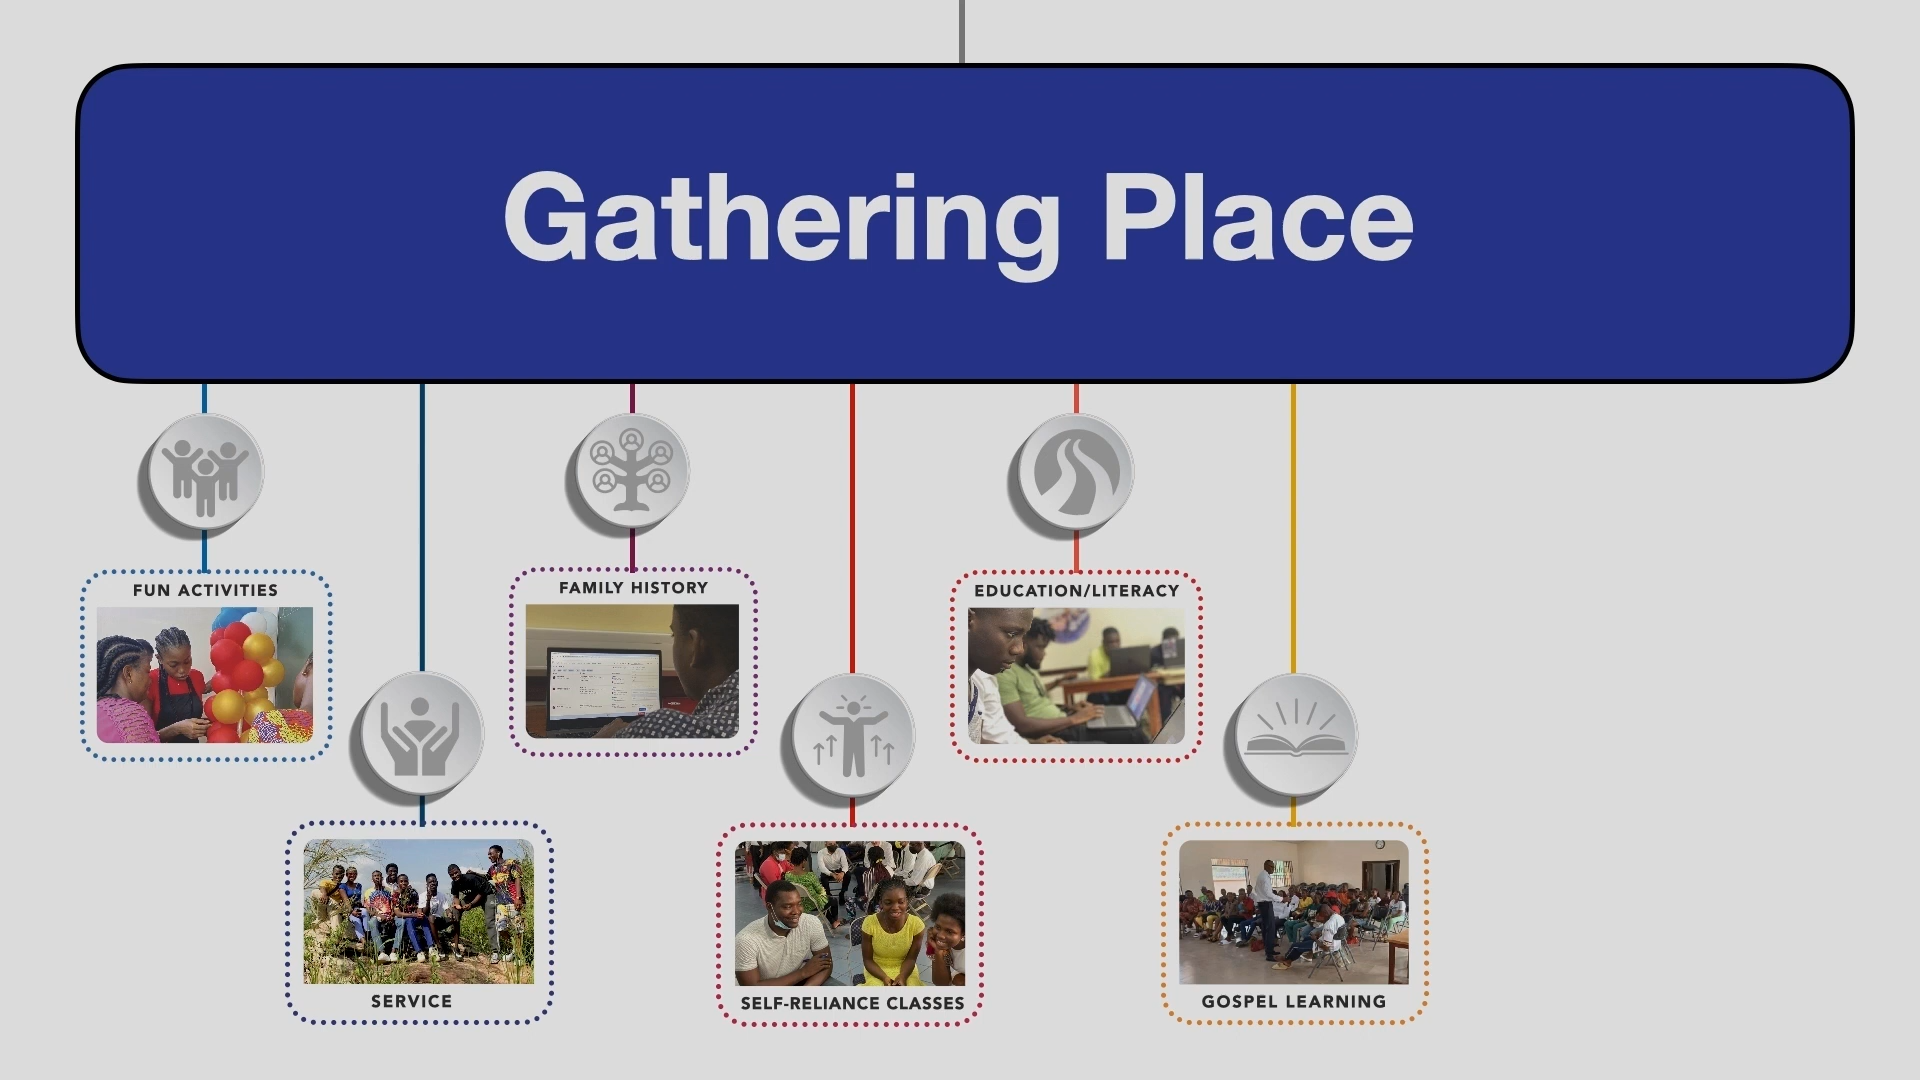 Gathering Place
FUN ACTIVITIES
FAMILY HISTORY
EDUCATION/LITERACY
SERVICE
SELF-RELIANCE CLASSES
GOSPEL LEARNING